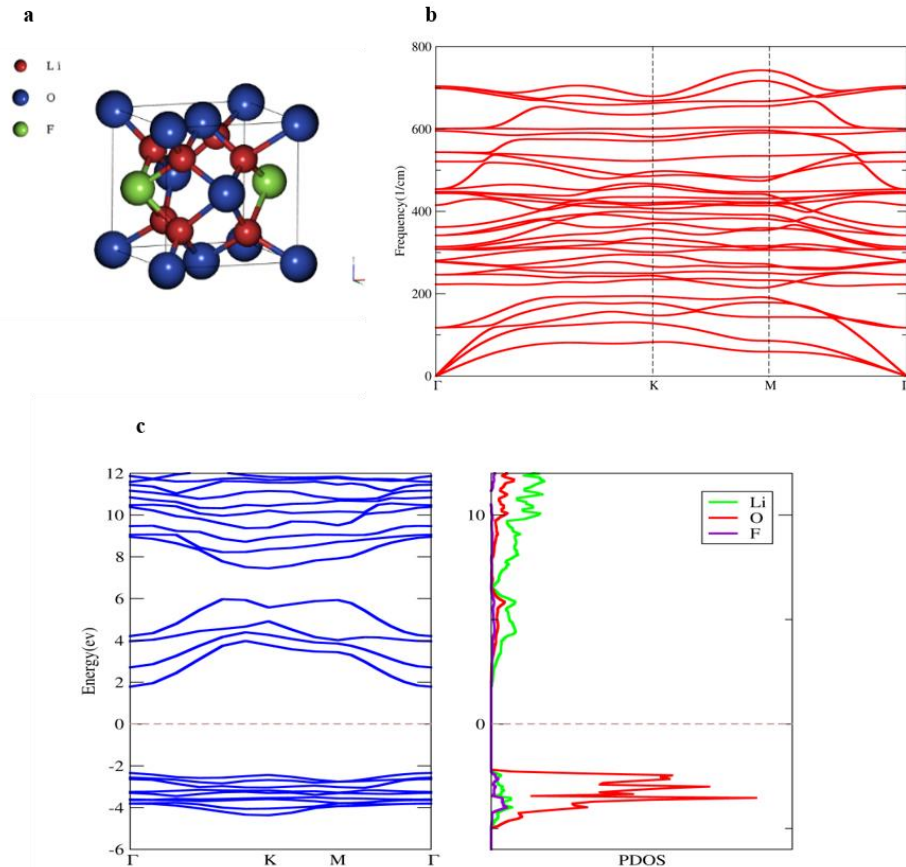 a
Li
O
F
b
800
600
400
200
0
Frequency(1/cm)
Γ K M Γ
c
12
10
8
6
4
2
0
-2
-4
-6
Energy(ev)
Γ K M Γ
10
0
Li
O
F
PDOS